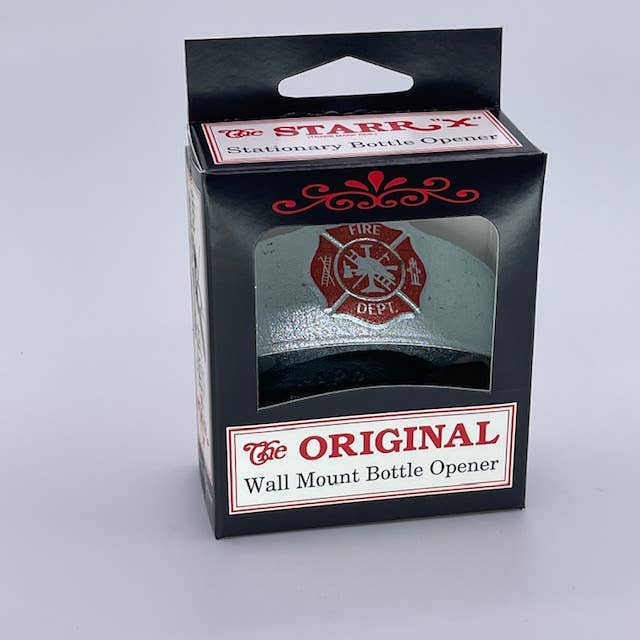 The STARR "X"
Stationary Bottle Opener
FIRE
DEPT.
The ORIGINAL
Wall Mount Bottle Opener